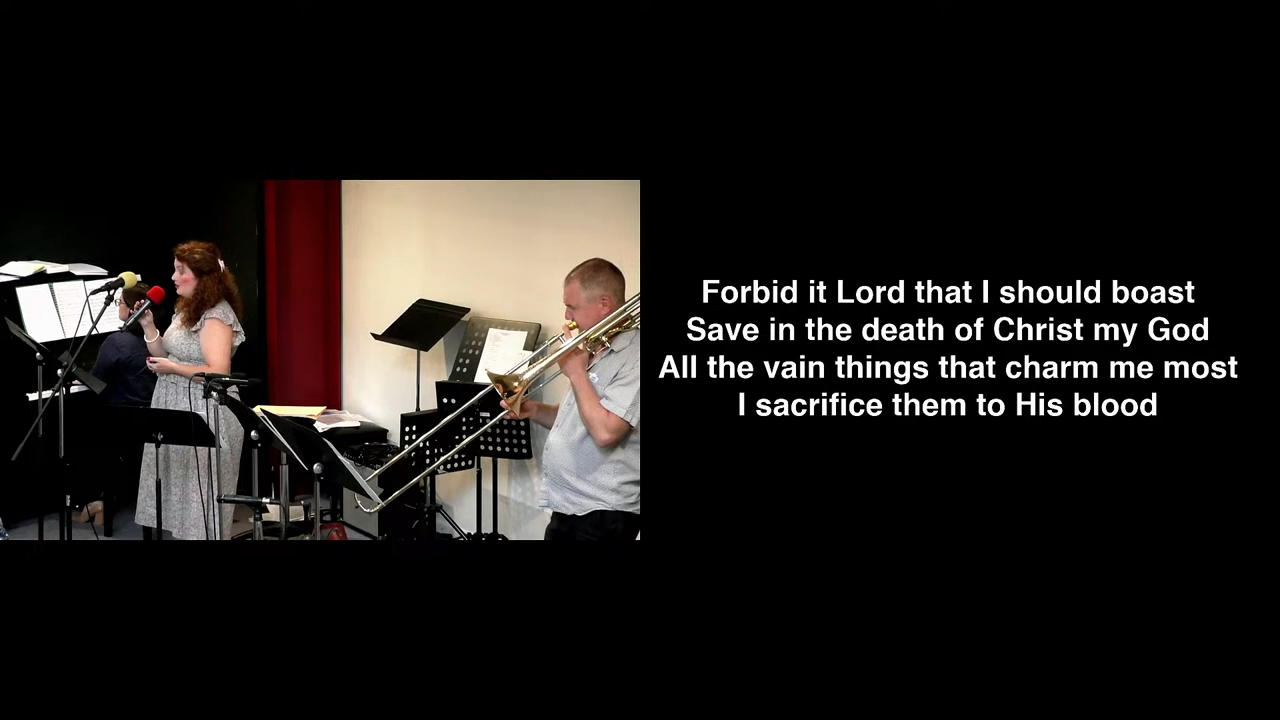 Forbid it Lord that I should boast
Save in the death of Christ my God
All the vain things that charm me most
I sacrifice them to His blood